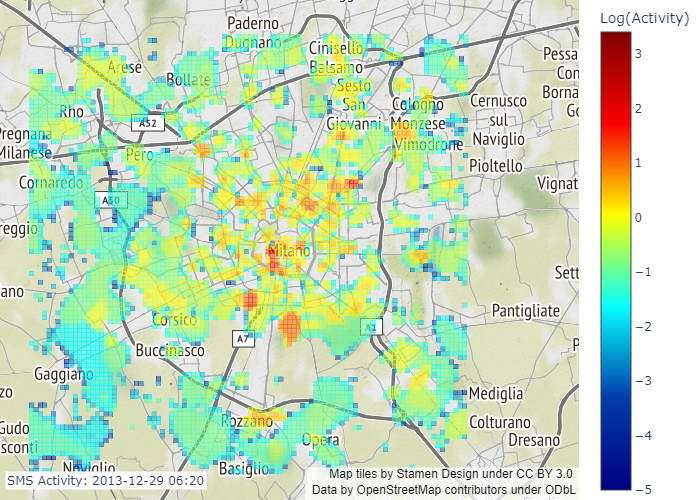 Log(Activity)
3
2
1
0
−1
−2
−3
−4
−5
Paderno
Dugnano
Cinisello
Balsamo
Arese
Bollate
Sesto
San
Giovanni
Cologno
Monzese
Cernusco
sul
Naviglio
Pessa
Con
Borna
Go
Rho
A52
Pregnana
Milanese
Pero
Vimodrone
Pioltello
Cornaredo
A50
Vignat
reggio
Milano
Sett
ano
Corsico
A7
A1
Pantigliate
P
Buccinasco
Gaggiano
zo
Mediglia
Rozzano
Colturano
Gudo
sconti
Opera
Dresano
Noviglio
Basiglio
SMS Activity: 2013-12-29 06:20
Map tiles by Stamen Design under CC BY 3.0
Data by OpenStreetMap contributors under ODbL